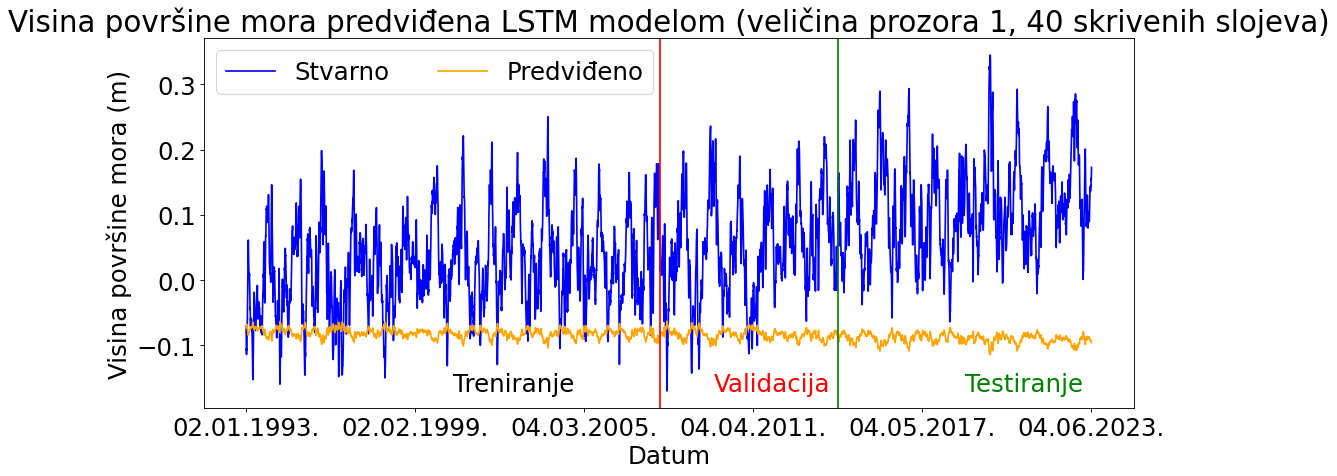 Visina površine mora predviđena LSTM modelom (veličina prozora 1, 40 skrivenih slojeva)
Stvarno
Predviđeno
Visina površine mora (m)
0.3
0.2
0.1
0.0
−0.1
Treniranje
Validacija
Testiranje
02.01.1993.
02.02.1999.
04.03.2005.
04.04.2011.
04.05.2017.
04.06.2023.
Datum